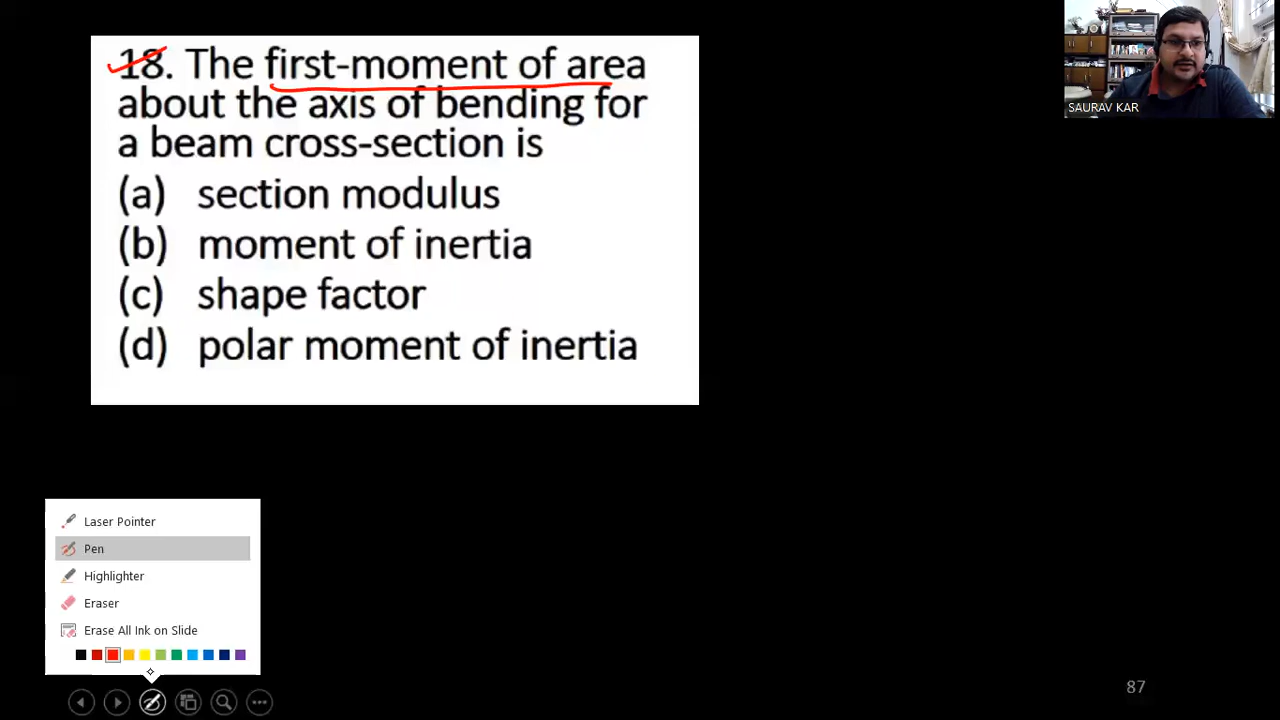 18. The first-moment of area
about the axis of bending for
a beam cross-section is
(a) section modulus
(b) moment of inertia
(c) shape factor
(d) polar moment of inertia
SAURAV KAR
Laser Pointer
Pen
Highlighter
Eraser
Erase All Ink on Slide
87